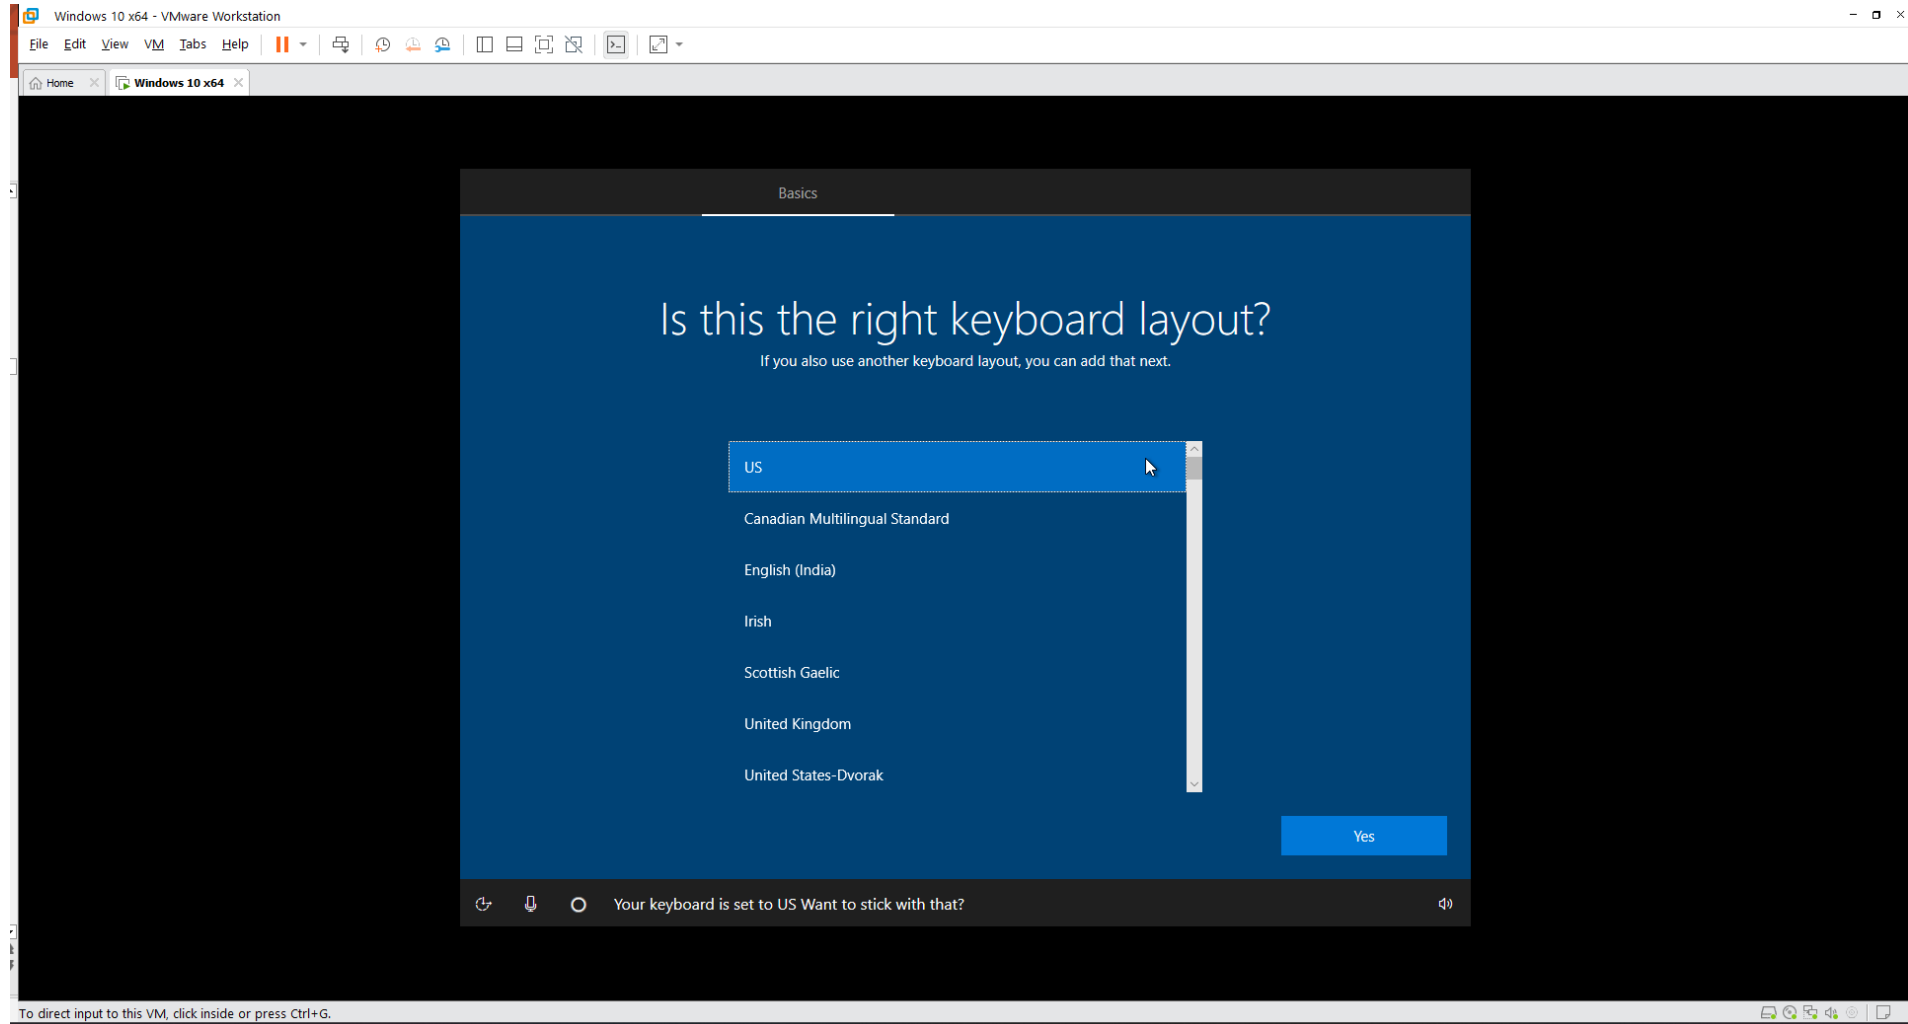 Windows 10 x64 - VMware Workstation
File Edit View VM Tabs Help
Home Windows 10 x64
Basics
Is this the right keyboard layout?
If you also use another keyboard layout, you can add that next.
US
Canadian Multilingual Standard
English (India)
Irish
Scottish Gaelic
United Kingdom
United States-Dvorak
Yes
Your keyboard is set to US Want to stick with that?
To direct input to this VM, click inside or press Ctrl+G.